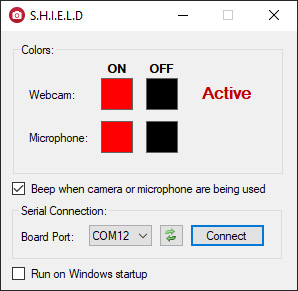 S.H.I.E.L.D
Colors:
ON OFF
Webcam: Active
Microphone:
Beep when camera or microphone are being used
Serial Connection:
Board Port: COM12 Connect
Run on Windows startup